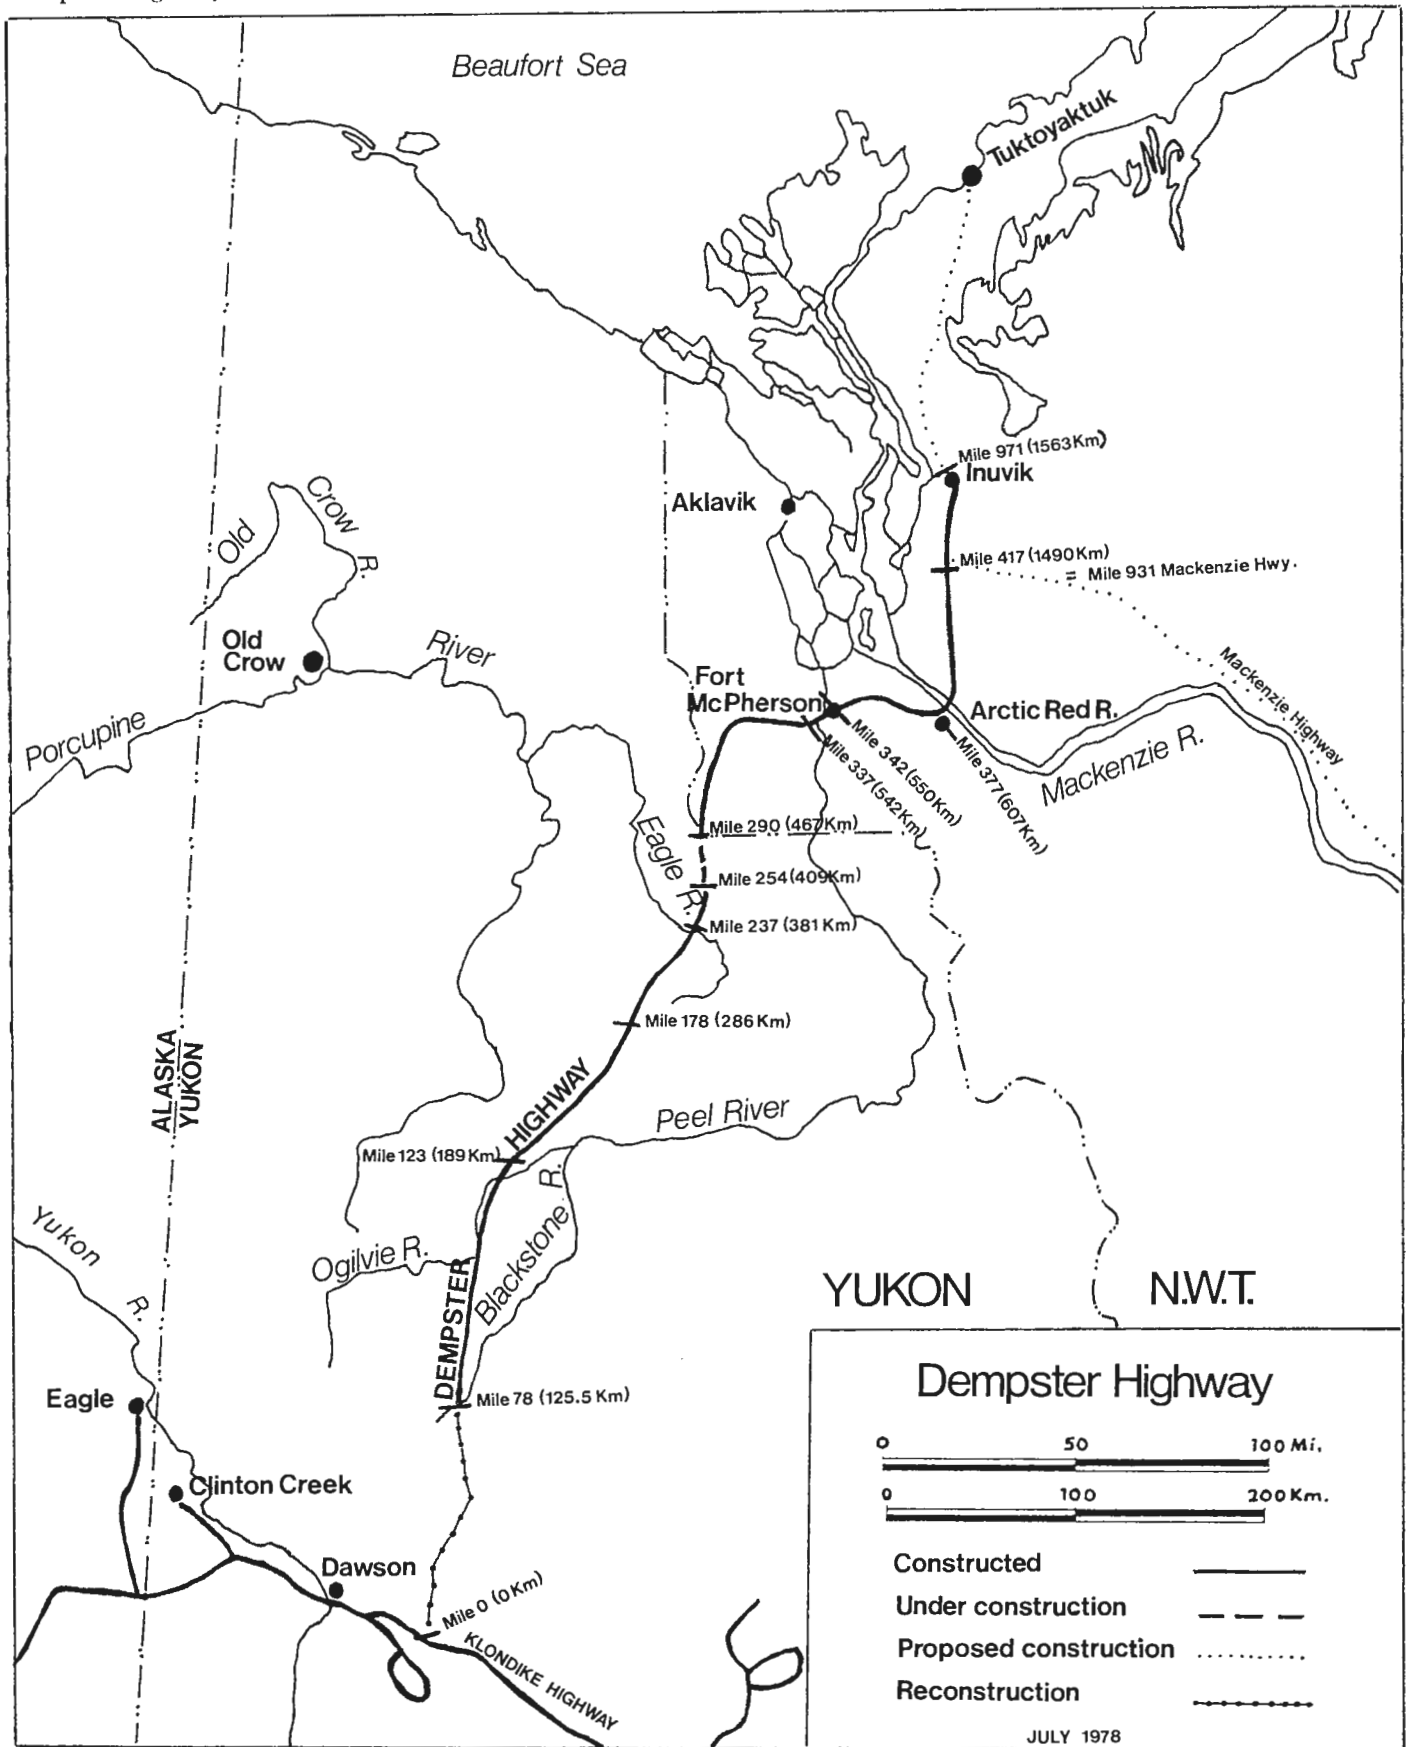 Beaufort Sea
Tuktoyaktuk
Mile 971 (1563Km)
Inuvik
Aklavik
Old
Crow
R.
Mile 417 (1490Km)
= Mile 931 Mackenzie Hwy.
Old
Crow
River
Porcupine
Fort
McPherson
Arctic Red R.
Mackenzie Highway
Mackenzie R.
Mile 342 (550Km)
Mile 337 (542Km)
Mile 377 (607Km)
Eagle R.
Mile 290 (467Km)
Mile 254 (409Km)
Mile 237 (381Km)
Mile 178 (286Km)
ALASKA
YUKON
HIGHWAY
Peel River
Mile 123 (189Km)
Blackstone R.
Yukon
R.
Ogilvie R.
DEMPSTER
YUKON
N.W.T.
Eagle
Mile 78 (125.5 Km)
Clinton Creek
Dawson
Mile 0 (0 Km)
KLONDIKE HIGHWAY
Dempster Highway
0 50 100 Mi.
0 100 200 Km.
Constructed
Under construction
Proposed construction
Reconstruction
JULY 1978